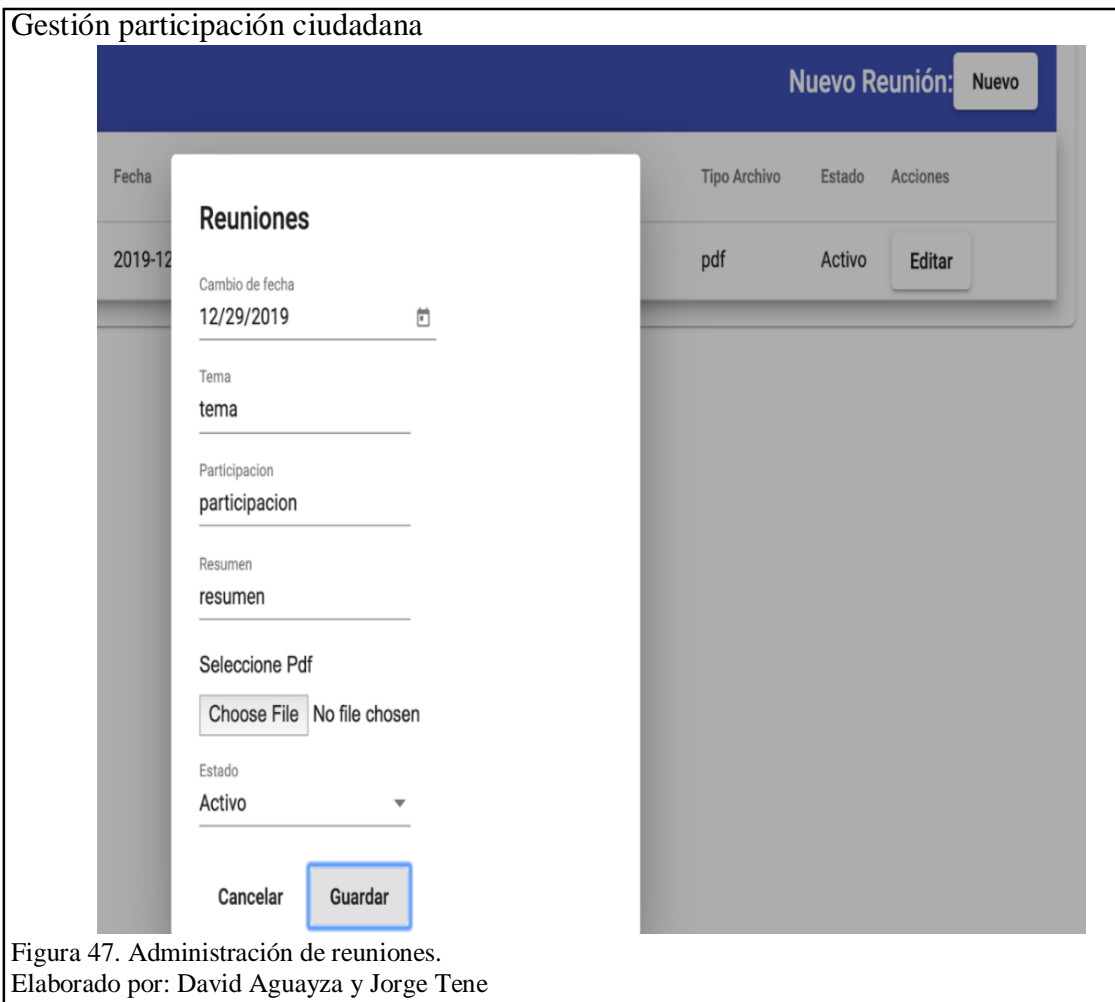 Gestión participación ciudadana
Nuevo Reunión: Nuevo
Fecha Tipo Archivo Estado Acciones
2019-12 pdf Activo Editar
Reuniones
Cambio de fecha
12/29/2019
Tema
tema
Participacion
participacion
Resumen
resumen
Seleccione Pdf
Choose File No file chosen
Estado
Activo
Cancelar Guardar
Figura 47. Administración de reuniones.
Elaborado por: David Aguayza y Jorge Tene